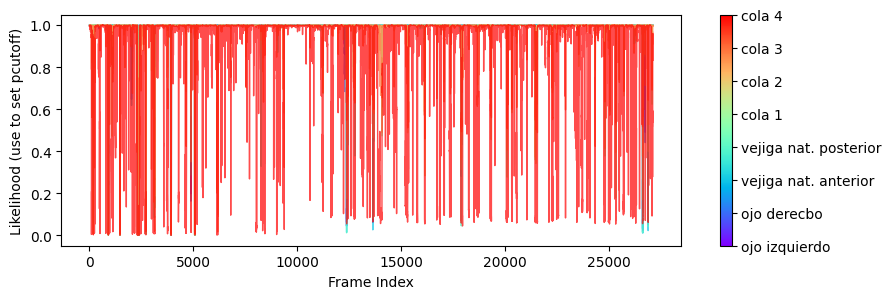 Likelihood (use to set pcutoff)
1.0
0.8
0.6
0.4
0.2
0.0
0
5000
10000
15000
20000
25000
Frame Index
cola 4
cola 3
cola 2
cola 1
vejiga nat. posterior
vejiga nat. anterior
ojo derecbo
ojo izquierdo